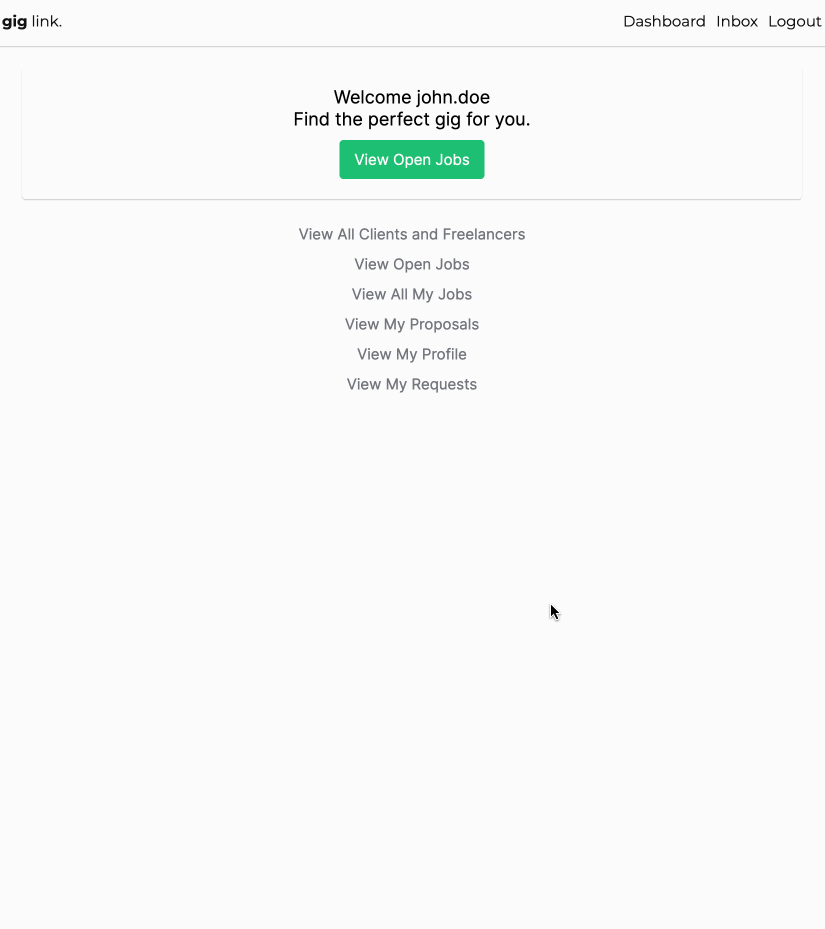 gig link.
Dashboard Inbox Logout
Welcome john.doe
Find the perfect gig for you.
View Open Jobs
View All Clients and Freelancers
View Open Jobs
View All My Jobs
View My Proposals
View My Profile
View My Requests